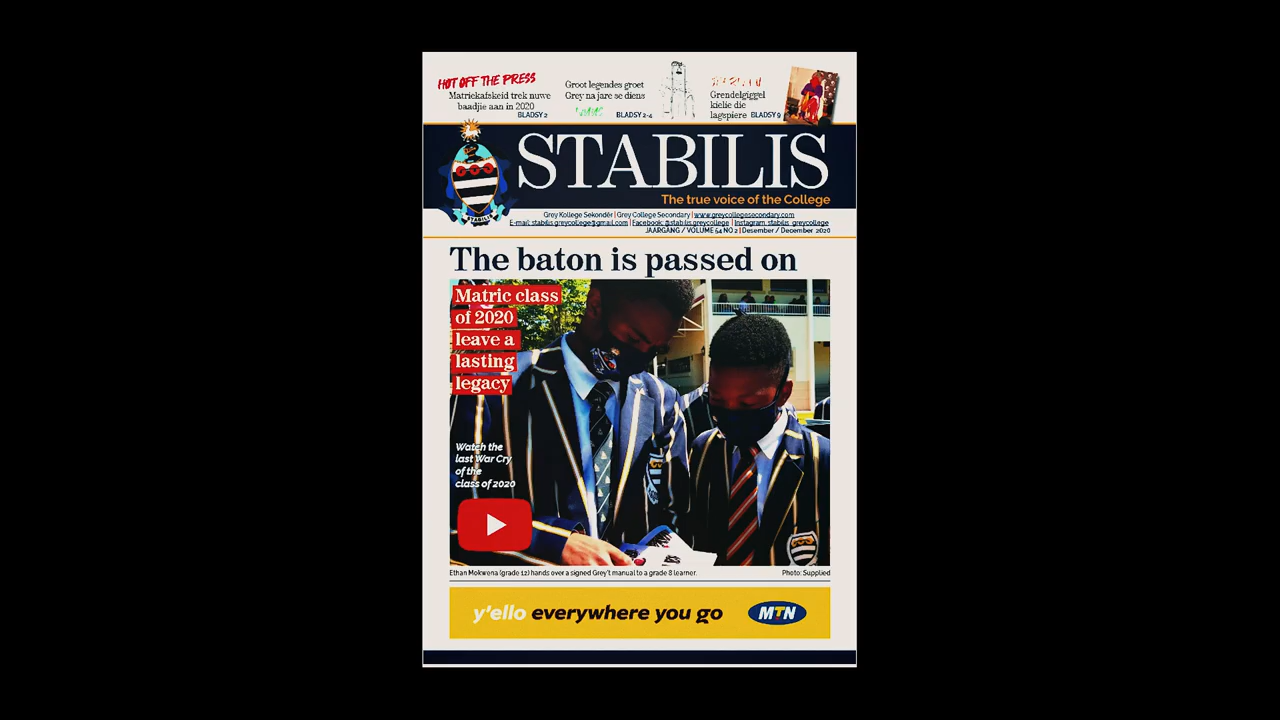 HOT OFF THE PRESS
Matriekafskeid trek nuwe
baadjie aan in 2020
BLADSY 2
Groot legendes groet
Grey na jare se diens
BLADSY 2-4
Grendelgiggel
kielie die
lagspiere BLADSY 9
STABILIS
STABILIS
The true voice of the College
Grey Kollege Sekondêr | Grey College Secondary | www.greycollegesecondary.com
E-mail: stabilis.greycollege@gmail.com | Facebook: @stabilis.greycollege | Instagram: stabilis_greycollege
JAARGANG / VOLUME 54 NO 2 | Desember / December 2020
The baton is passed on
Matric class
of 2020
leave a
lasting
legacy
Watch the
last War Cry
of the
class of 2020
Ethan Mokwena (grade 12) hands over a signed Grey't manual to a grade 8 learner.
Photo: Supplied
y'ello everywhere you go
MTN